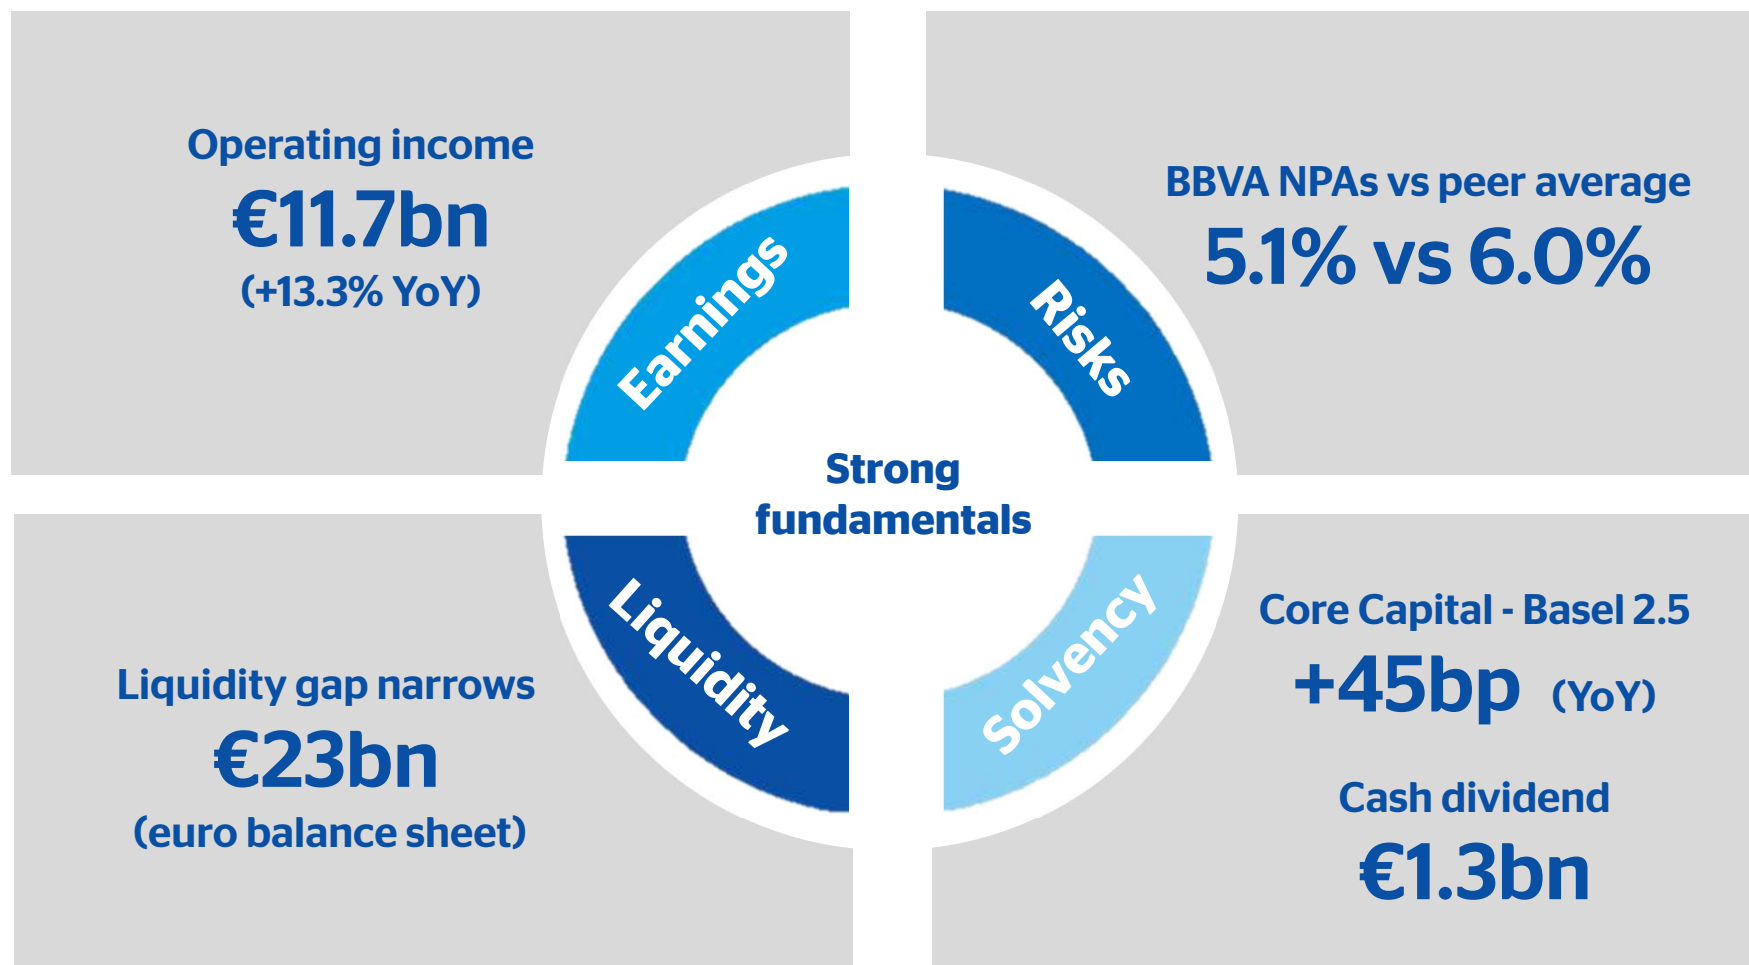 Operating income
€11.7bn
(+13.3% YoY)
Earnings
BBVA NPAs vs peer average
5.1% vs 6.0%
Risks
Strong
fundamentals
Liquidity gap narrows
€23bn
(euro balance sheet)
Liquidity
Core Capital - Basel 2.5
+45bp (YoY)
Cash dividend
€1.3bn
Solvency